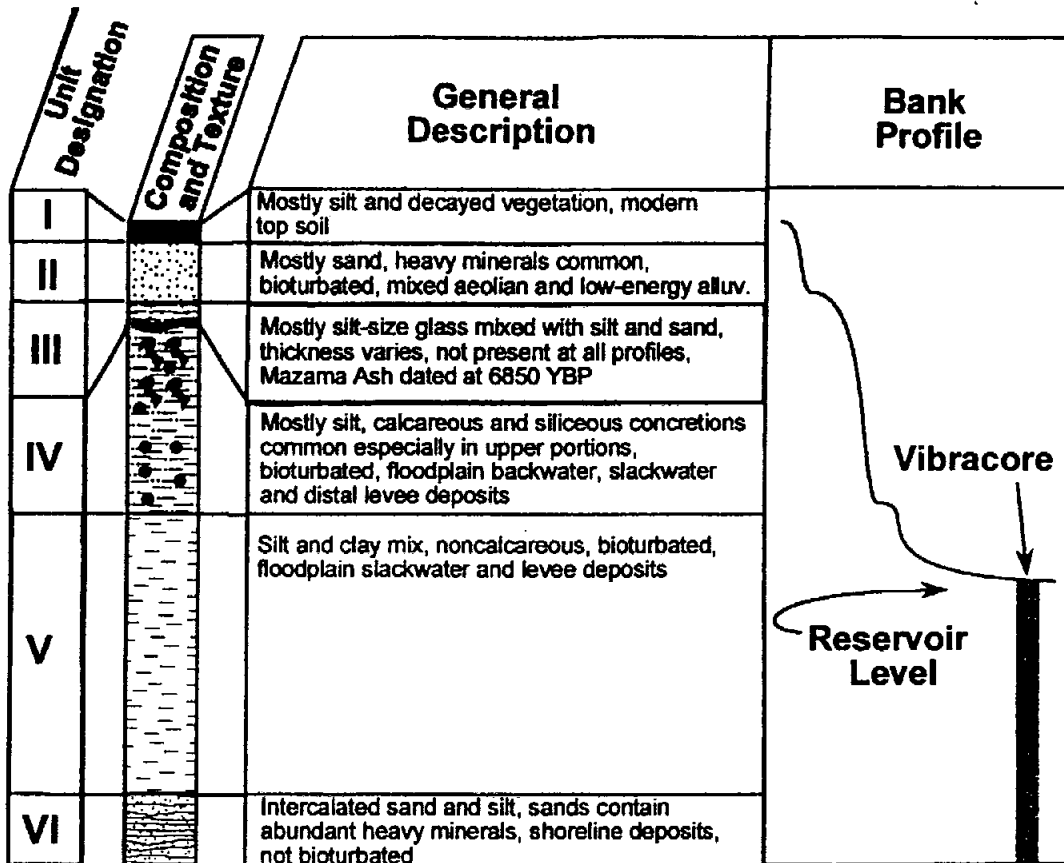 Unit
Designation
Composition
and Texture
General
Description
Bank
Profile
I
Mostly silt and decayed vegetation, modern
top soil
II
Mostly sand, heavy minerals common,
bioturbated, mixed aeolian and low-energy alluv.
III
Mostly silt-size glass mixed with silt and sand,
thickness varies, not present at all profiles,
Mazama Ash dated at 6850 YBP
IV
Mostly silt, calcareous and siliceous concretions
common especially in upper portions,
bioturbated, floodplain backwater, slackwater
and distal levee deposits
V
Silt and clay mix, noncalcareous, bioturbated,
floodplain slackwater and levee deposits
VI
Intercalated sand and silt, sands contain
abundant heavy minerals, shoreline deposits,
not bioturbated
Vibracore
Reservoir
Level